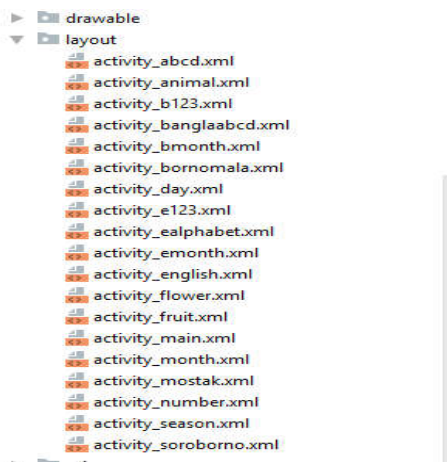 drawable
layout
activity_abcd.xml
activity_animal.xml
activity_b123.xml
activity_banglaabcd.xml
activity_bmonth.xml
activity_bornomala.xml
activity_day.xml
activity_e123.xml
activity_ealphabet.xml
activity_emonth.xml
activity_english.xml
activity_flower.xml
activity_fruit.xml
activity_main.xml
activity_month.xml
activity_mostak.xml
activity_number.xml
activity_season.xml
activity_soroborno.xml